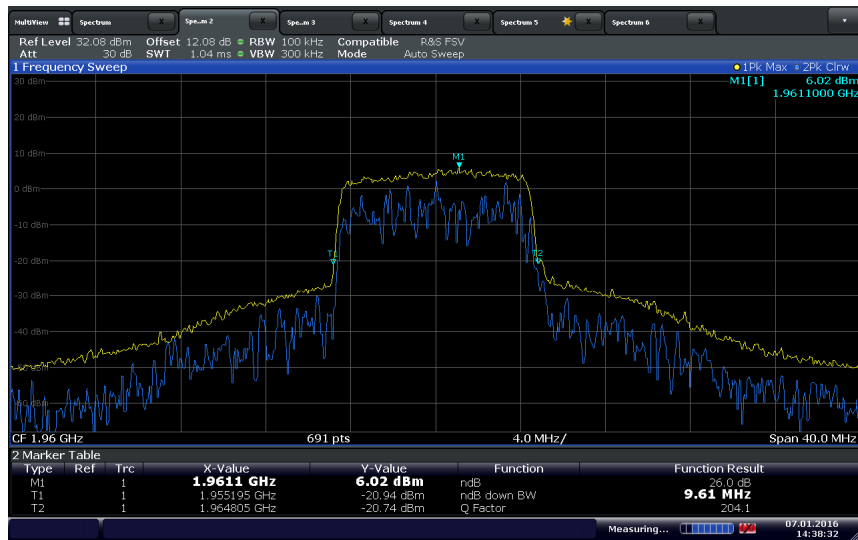 MultiView Spectrum X Spe..m 2 X Spe..m 3 X Spectrum 4 X Spectrum 5 X Spectrum 6 X
Ref Level 32.08 dBm Offset 12.08 dB RBW 100 kHz Compatible R&S FSV
Att 30 dB SWT 1.04 ms VBW 300 kHz Mode Auto Sweep
1 Frequency Sweep 1Pk Max 2Pk Clrw
M1[1] 6.02 dBm
1.9611000 GHz
30 dBm
20 dBm
10 dBm
M1
0 dBm
-10 dBm
T1 T2
-20 dBm
-30 dBm
-40 dBm
-50 dBm
-60 dBm
CF 1.96 GHz 691 pts 4.0 MHz/ Span 40.0 MHz
2 Marker Table
Type Ref Trc X-Value Y-Value Function Function Result
M1 1 1.9611 GHz 6.02 dBm ndB 26.0 dB
T1 1 1.955195 GHz -20.94 dBm ndB down BW 9.61 MHz
T2 1 1.964805 GHz -20.74 dBm Q Factor 204.1
Measuring... 07.01.2016
14:38:32